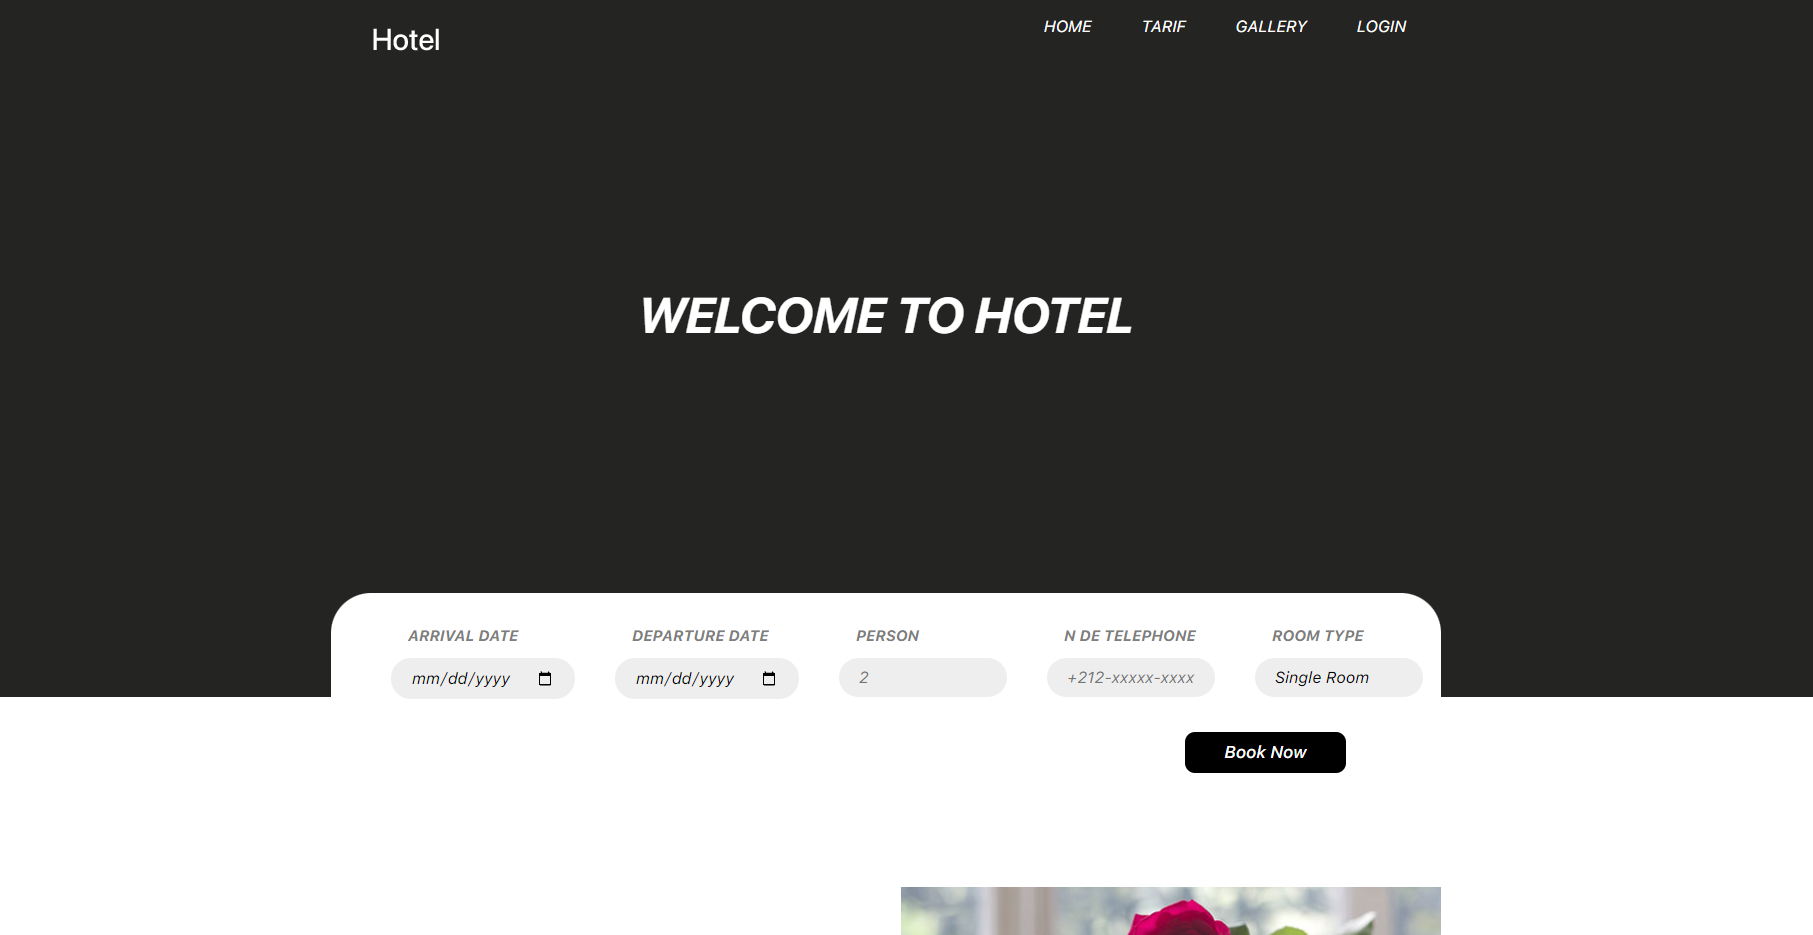 Hotel
HOME TARIF GALLERY LOGIN
WELCOME TO HOTEL
ARRIVAL DATE DEPARTURE DATE PERSON N DE TELEPHONE ROOM TYPE
mm/dd/yyyy mm/dd/yyyy 2 +212-xxxxx-xxxx Single Room
Book Now